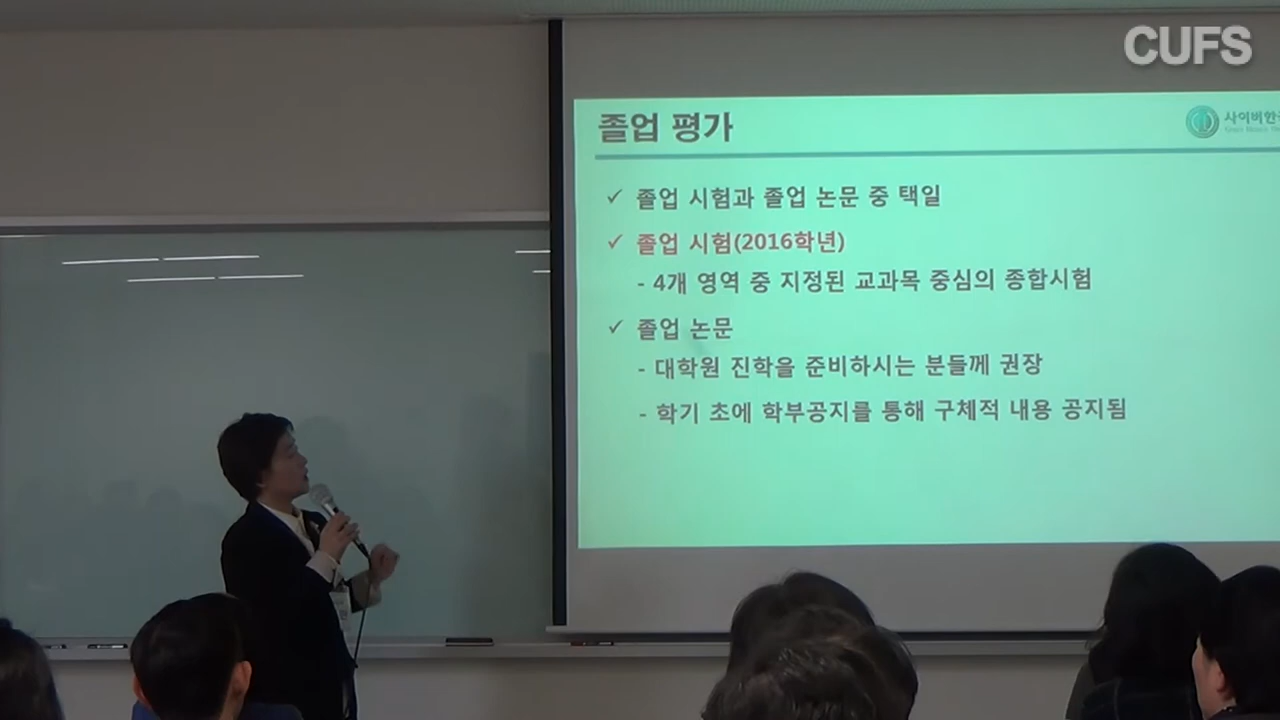 CUFS
졸업 평가
사이버한
✓ 졸업 시험과 졸업 논문 중 택일
✓ 졸업 시험(2016학년)
- 4개 영역 중 지정된 교과목 중심의 종합시험
✓ 졸업 논문
- 대학원 진학을 준비하시는 분들께 권장
- 학기 초에 학부공지를 통해 구체적 내용 공지됨